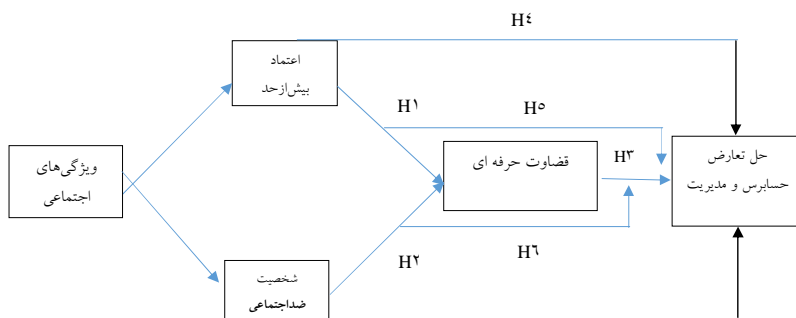 H٤
اعتماد
بیش‌ازحد
H١
H٥
ویژگی‌های
اجتماعی
قضاوت حرفه ای
H٣
حل تعارض
حسابرس و مدیریت
H٢
H٦
شخصیت
ضداجتماعی